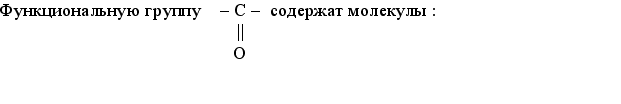 Функциональную группу – C – содержат молекулы :
||
O